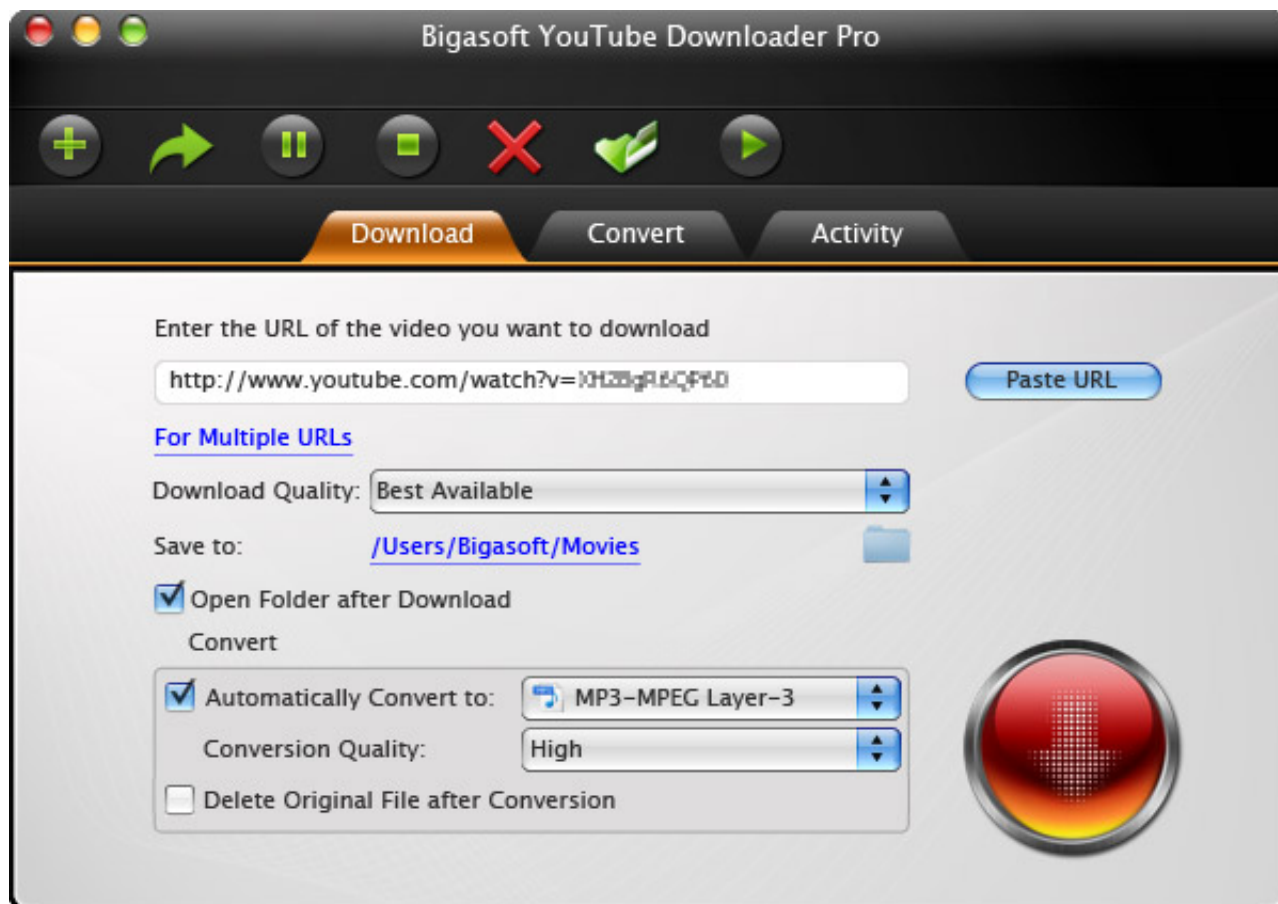 Bigasoft YouTube Downloader Pro
Download Convert Activity
Enter the URL of the video you want to download
http://www.youtube.com/watch?v=
Paste URL
For Multiple URLs
Download Quality: Best Available
Save to: /Users/Bigasoft/Movies
Open Folder after Download
Convert
Automatically Convert to: MP3-MPEG Layer-3
Conversion Quality: High
Delete Original File after Conversion